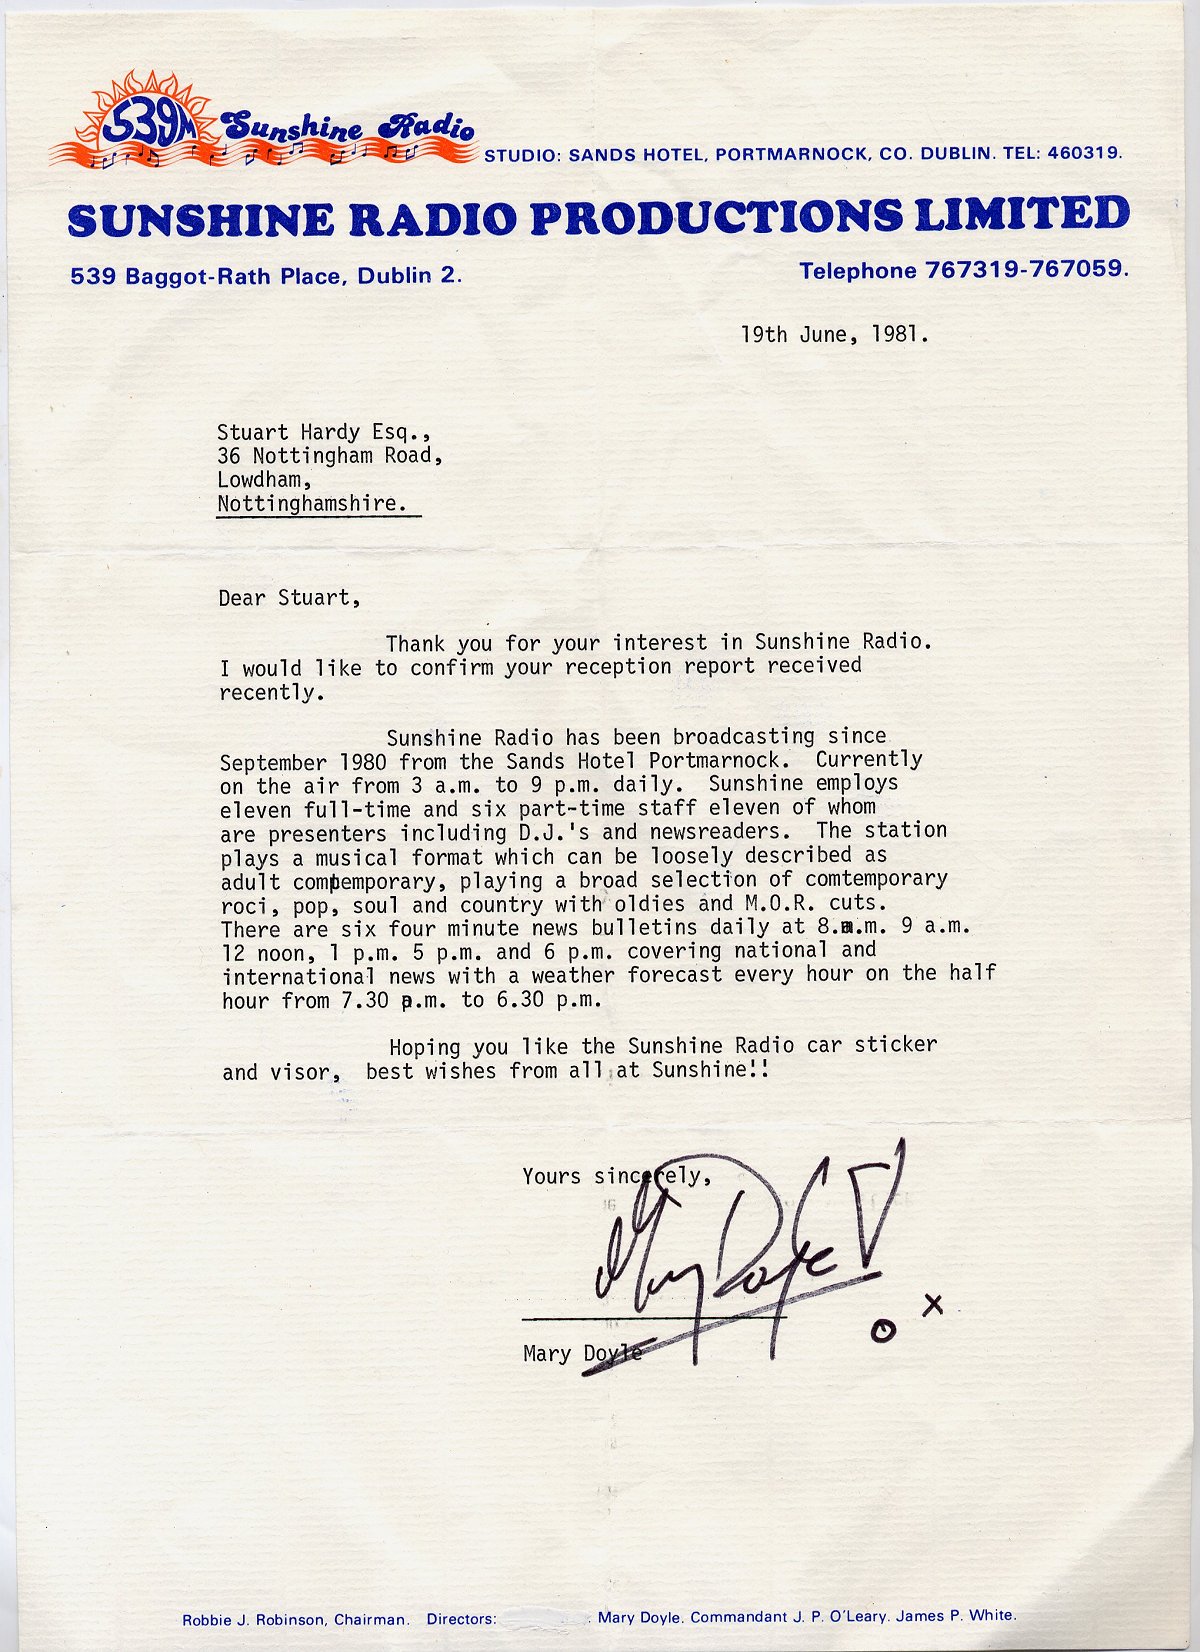 539M Sunshine Radio
STUDIO: SANDS HOTEL, PORTMARNOCK, CO. DUBLIN. TEL: 460319.
SUNSHINE RADIO PRODUCTIONS LIMITED
539 Baggot-Rath Place, Dublin 2.
Telephone 767319-767059.
19th June, 1981.
Stuart Hardy Esq.,
36 Nottingham Road,
Lowdham,
Nottinghamshire.
Dear Stuart,
Thank you for your interest in Sunshine Radio.
I would like to confirm your reception report received
recently.
Sunshine Radio has been broadcasting since
September 1980 from the Sands Hotel Portmarnock. Currently
on the air from 3 a.m. to 9 p.m. daily. Sunshine employs
eleven full-time and six part-time staff eleven of whom
are presenters including D.J.'s and newsreaders. The station
plays a musical format which can be loosely described as
adult comtemporary, playing a broad selection of comtemporary
roci, pop, soul and country with oldies and M.O.R. cuts.
There are six four minute news bulletins daily at 8.a.m. 9 a.m.
12 noon, 1 p.m. 5 p.m. and 6 p.m. covering national and
international news with a weather forecast every hour on the half
hour from 7.30 a.m. to 6.30 p.m.
Hoping you like the Sunshine Radio car sticker
and visor, best wishes from all at Sunshine!!
Yours sincerely,
Mary Doyle
o x
Mary Doyle
Robbie J. Robinson, Chairman. Directors: Mary Doyle. Commandant J. P. O'Leary. James P. White.